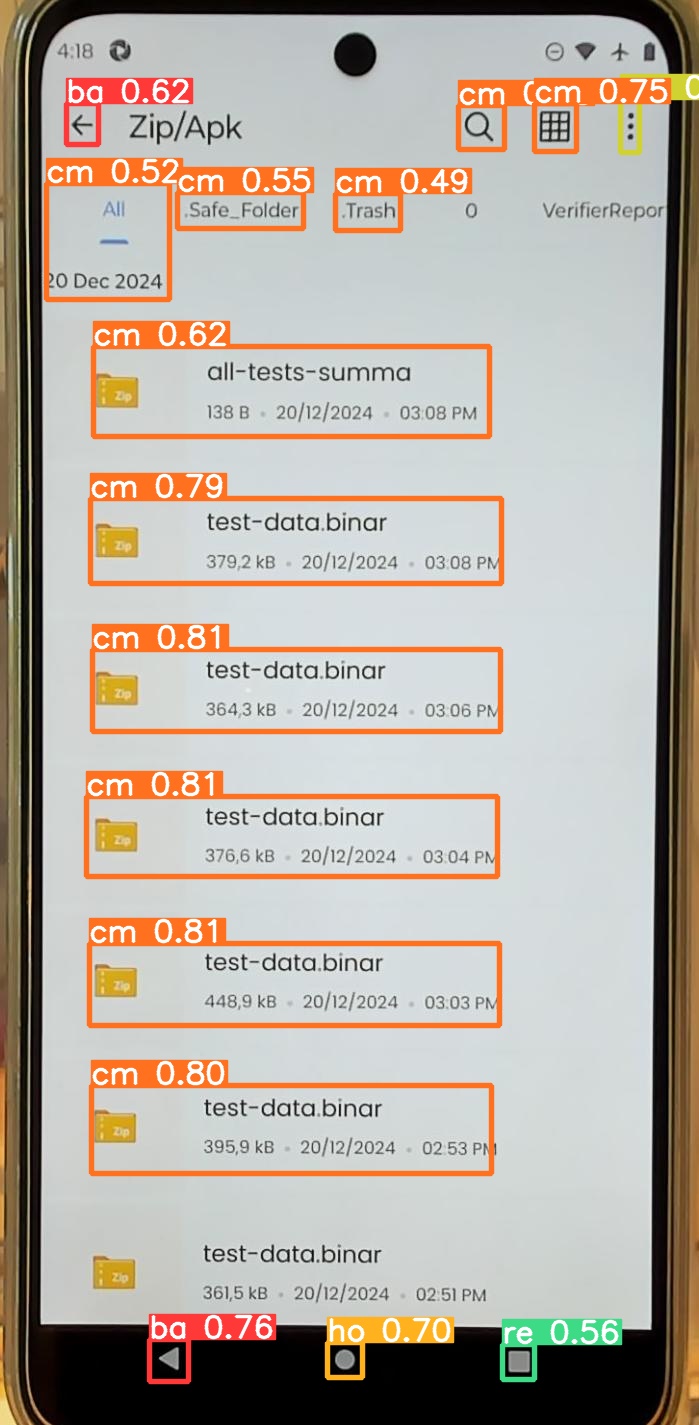 4:18
ba 0.62
cm
cm 0.75
Zip/Apk
cm 0.52
cm 0.55
cm 0.49
All
.Safe_Folder
.Trash
0
VerifierRepor
20 Dec 2024
cm 0.62
all-tests-summa
Zip
138 B • 20/12/2024 • 03:08 PM
cm 0.79
test-data.binar
Zip
379,2 kB • 20/12/2024 • 03:08 PM
cm 0.81
test-data.binar
Zip
364,3 kB • 20/12/2024 • 03:06 PM
cm 0.81
test-data.binar
Zip
376,6 kB • 20/12/2024 • 03:04 PM
cm 0.81
test-data.binar
Zip
448,9 kB • 20/12/2024 • 03:03 PM
cm 0.80
test-data.binar
Zip
395,9 kB • 20/12/2024 • 02:53 PM
test-data.binar
Zip
361,5 kB • 20/12/2024 • 02:51 PM
ba 0.76
ho 0.70
re 0.56